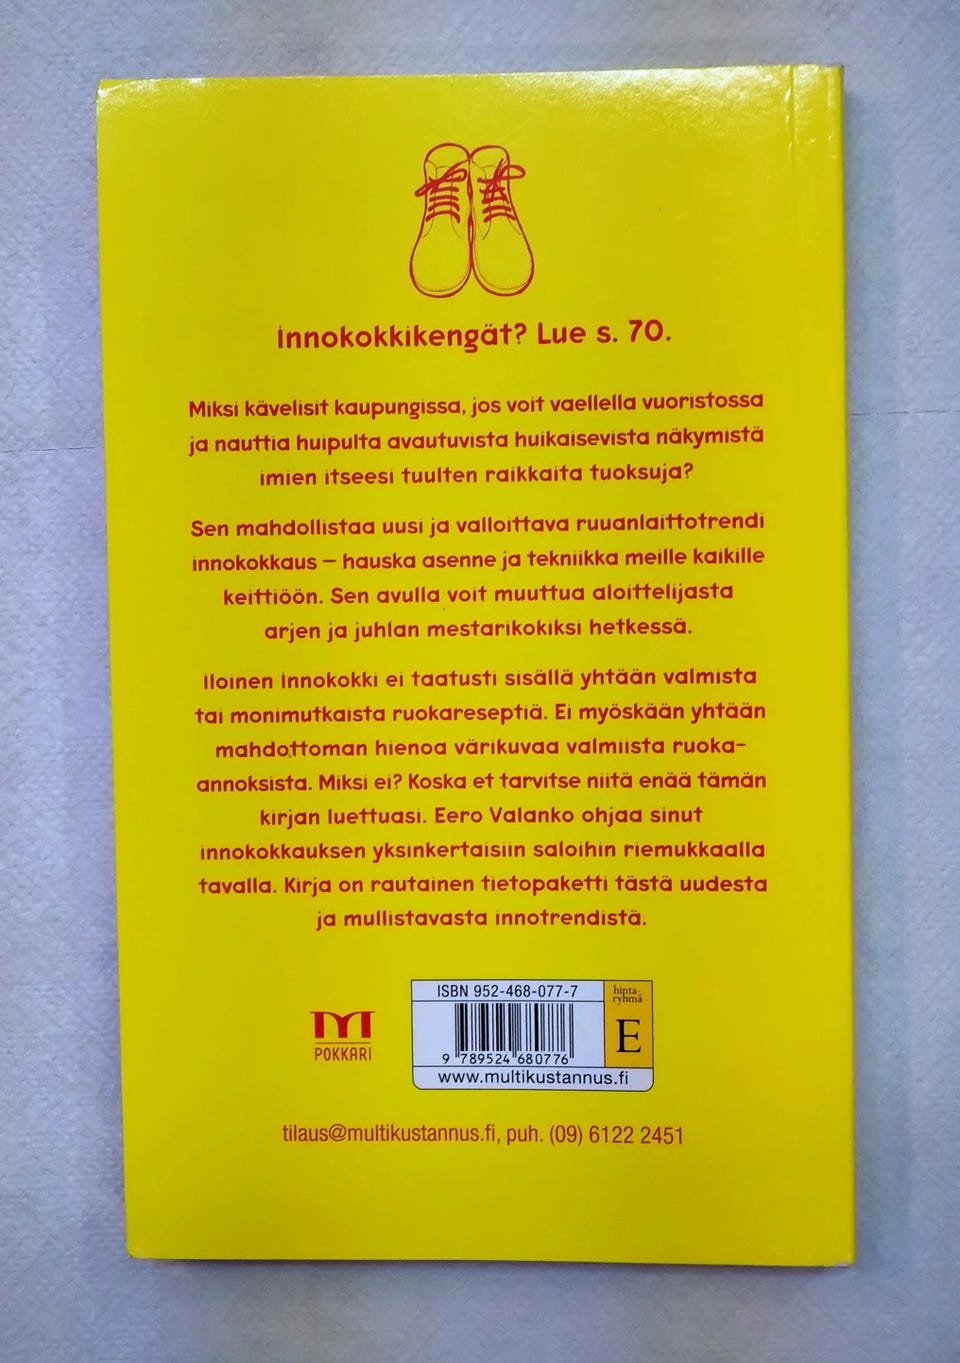 Innokokkikengät? Lue s. 70.
Miksi kävelisit kaupungissa, jos voit vaellella vuoristossa
ja nauttia huipulta avautuvista huikaisevista näkymistä
imien itseesi tuulten raikkaita tuoksuja?
Sen mahdollistaa uusi ja valloittava ruuanlaittotrendi
innokokkaus – hauska asenne ja tekniikka meille kaikille
keittiöön. Sen avulla voit muuttua aloittelijasta
arjen ja juhlan mestarikokiksi hetkessä.
Iloinen Innokokki ei taatusti sisällä yhtään valmista
tai monimutkaista ruokareseptiä. Ei myöskään yhtään
mahdottoman hienoa värikuvaa valmiista ruoka-
annoksista. Miksi ei? Koska et tarvitse niitä enää tämän
kirjan luettuasi. Eero Valanko ohjaa sinut
innokokkauksen yksinkertaisiin saloihin riemukkaalla
tavalla. Kirja on rautainen tietopaketti tästä uudesta
ja mullistavasta innotrendistä.
M
POKKARI
ISBN 952-468-077-7
9 789524 680776
hinta-
ryhmä
E
www.multikustannus.fi
tilaus@multikustannus.fi, puh. (09) 6122 2451